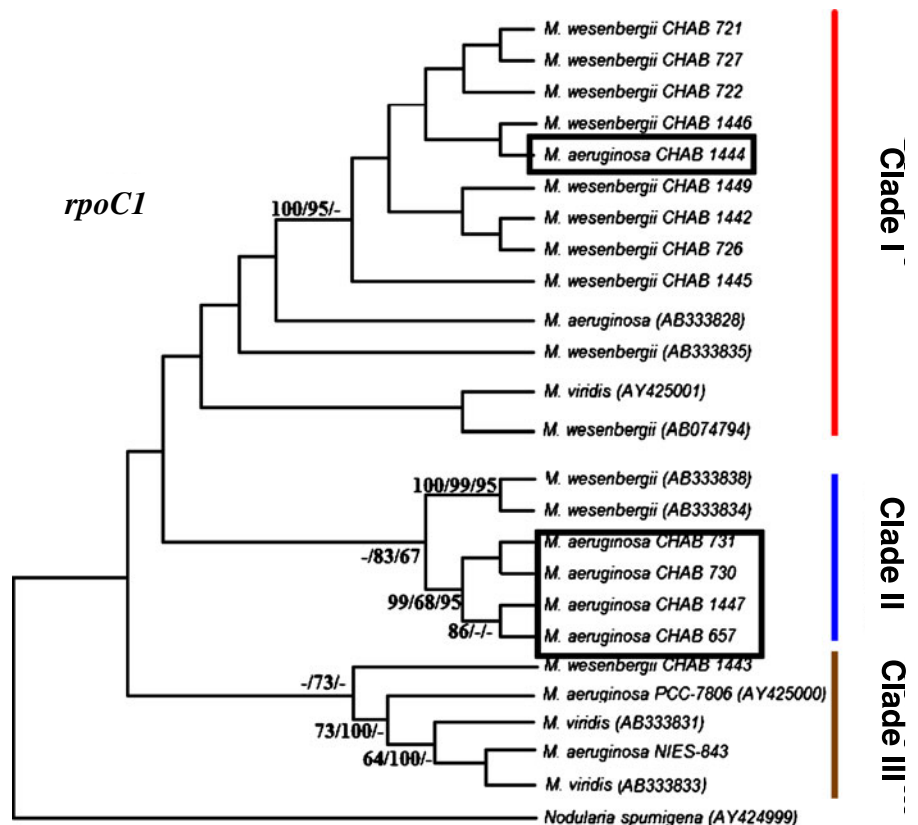 M. wesenbergii CHAB 721
M. wesenbergii CHAB 727
M. wesenbergii CHAB 722
M. wesenbergii CHAB 1446
M. aeruginosa CHAB 1444
rpoC1
M. wesenbergii CHAB 1449
100/95/-
M. wesenbergii CHAB 1442
M. wesenbergii CHAB 726
M. wesenbergii CHAB 1445
M. aeruginosa (AB333828)
M. wesenbergii (AB333835)
M. viridis (AY425001)
M. wesenbergii (AB074794)
Clade I
M. wesenbergii (AB333838)
100/99/95
M. wesenbergii (AB333834)
M. aeruginosa CHAB 731
-/83/67
M. aeruginosa CHAB 730
99/68/95
M. aeruginosa CHAB 1447
86/-/-
M. aeruginosa CHAB 657
Clade II
M. wesenbergii CHAB 1443
-/73/-
M. aeruginosa PCC-7806 (AY425000)
73/100/-
M. viridis (AB333831)
64/100/-
M. aeruginosa NIES-843
M. viridis (AB333833)
Clade III
Nodularia spumigena (AY424999)